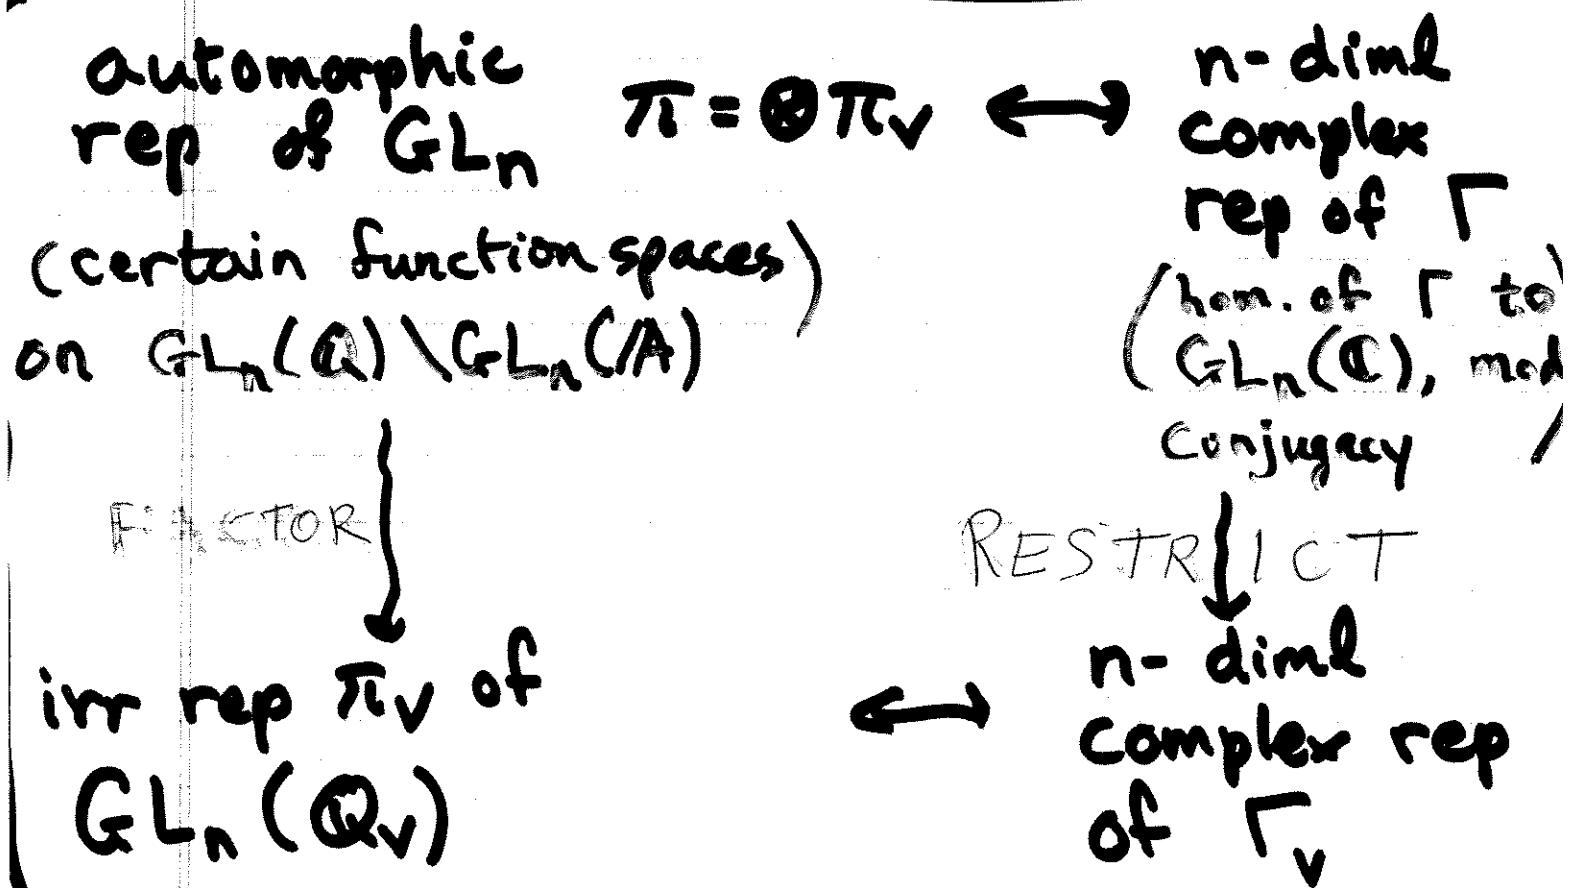 automorphic
rep of GLₙ
π = ⊗ πᵥ ↔
n-diml
complex
rep of Γ
(certain function spaces)
on GLₙ(ℚ)\GLₙ(𝔸)
(hom. of Γ to
GLₙ(ℂ), mod
conjugacy)
FACTOR
RESTRICT
irr rep πᵥ of
GLₙ(ℚᵥ)
↔
n-diml
complex rep
of Γᵥ